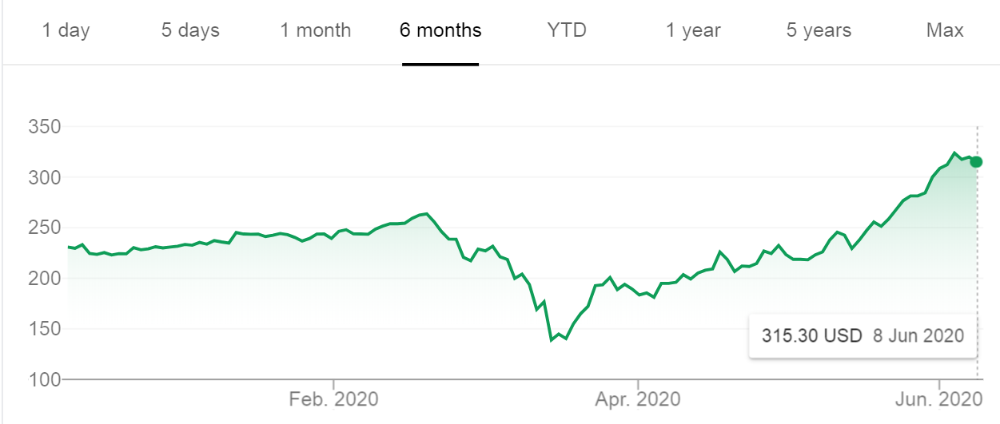 1 day 5 days 1 month 6 months YTD 1 year 5 years Max
350
300
250
200
150
315.30 USD 8 Jun 2020
100
Feb. 2020 Apr. 2020 Jun. 2020